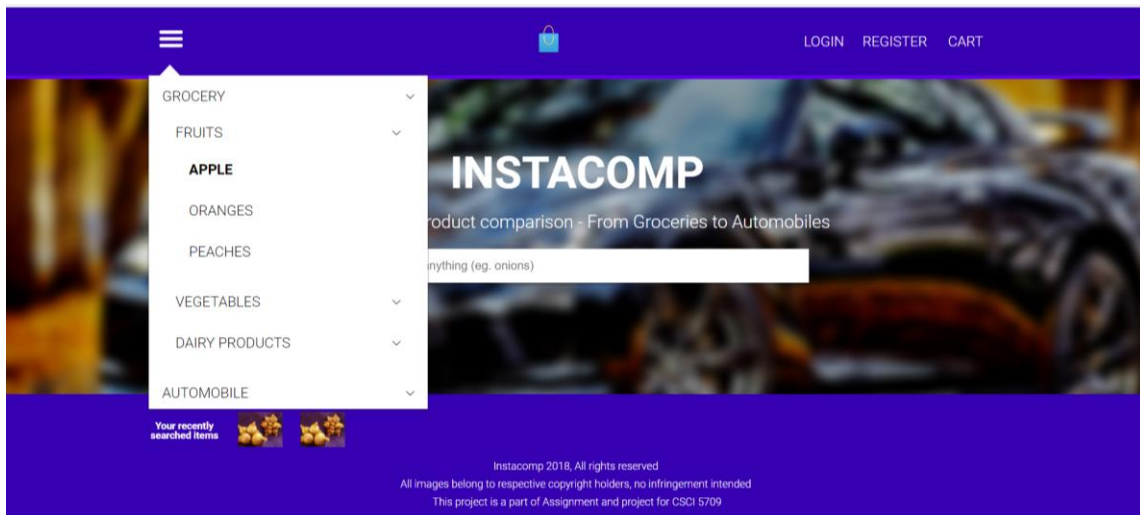 LOGIN REGISTER CART
GROCERY
FRUITS
APPLE
ORANGES
PEACHES
VEGETABLES
DAIRY PRODUCTS
AUTOMOBILE
INSTACOMP
comparison - From Groceries to Automobiles
(eg. onions)
Your recently
searched items
Instacomp 2018, All rights reserved
All images belong to respective copyright holders, no infringement intended
This project is a part of Assignment and project for CSCI 5709